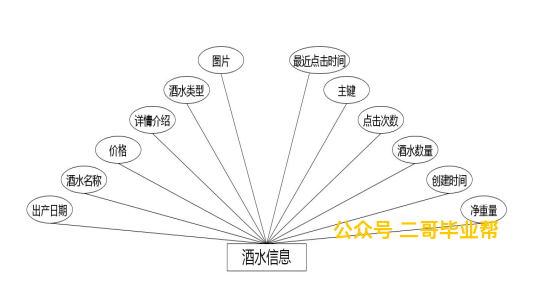 图片
最近点击时间
酒水类型
主键
详情介绍
点击次数
价格
酒水数量
酒水名称
创建时间
出产日期
净重量
公众号 二哥毕业帮
酒水信息